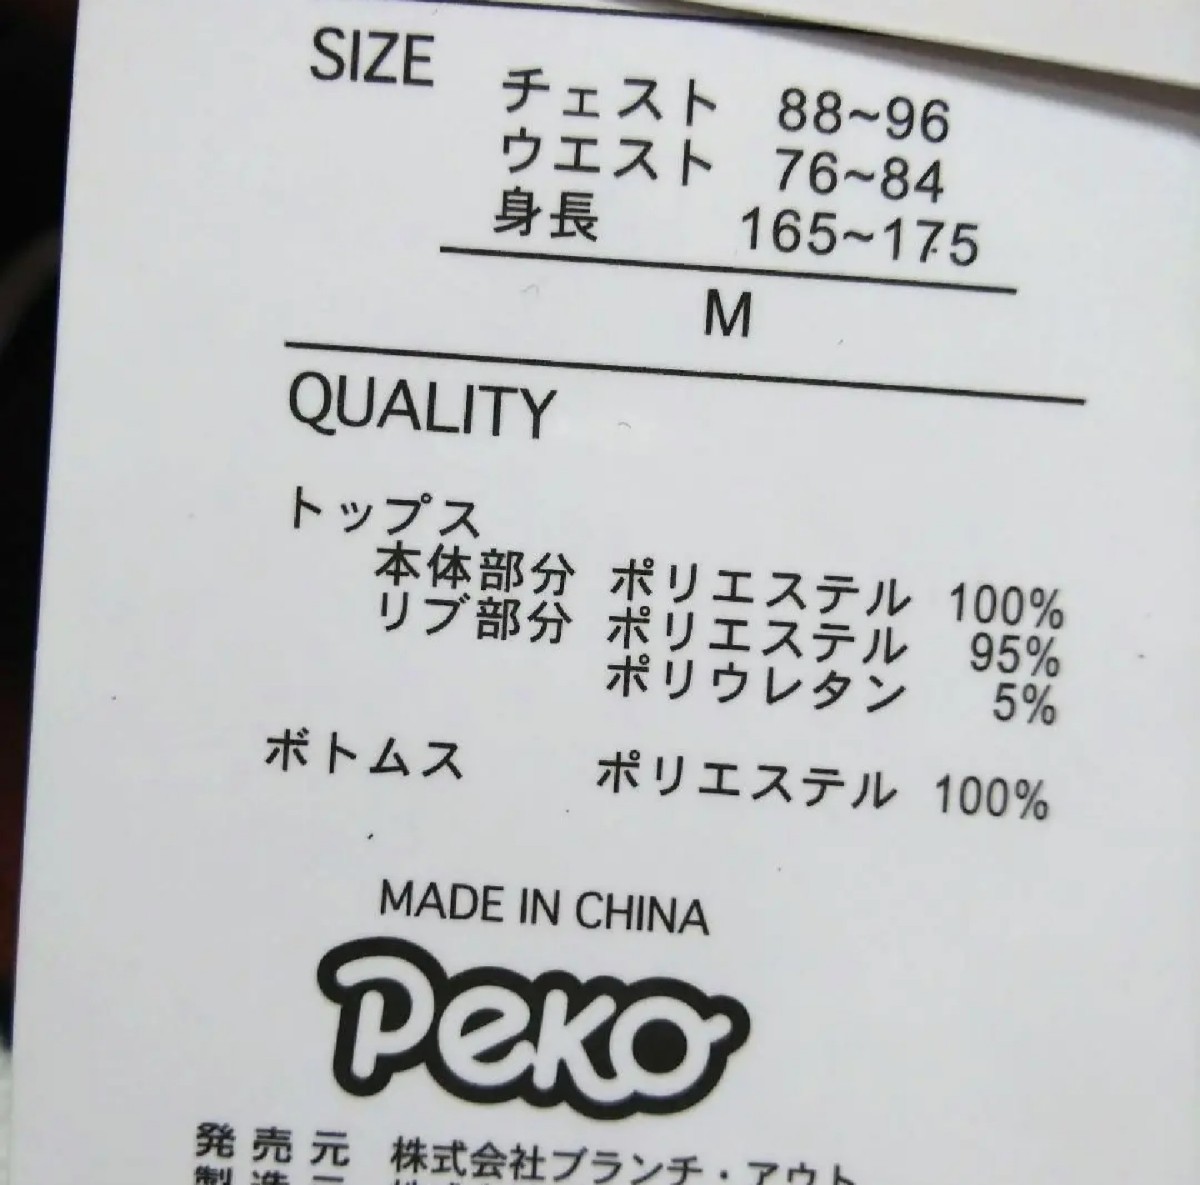 SIZE
チェスト 88~96
ウエスト 76~84
身長 165~175
M
QUALITY
トップス
本体部分 ポリエステル 100%
リブ部分 ポリエステル 95%
ポリウレタン 5%
ボトムス ポリエステル 100%
MADE IN CHINA
Peko
発売元 株式会社ブランチ・アウト